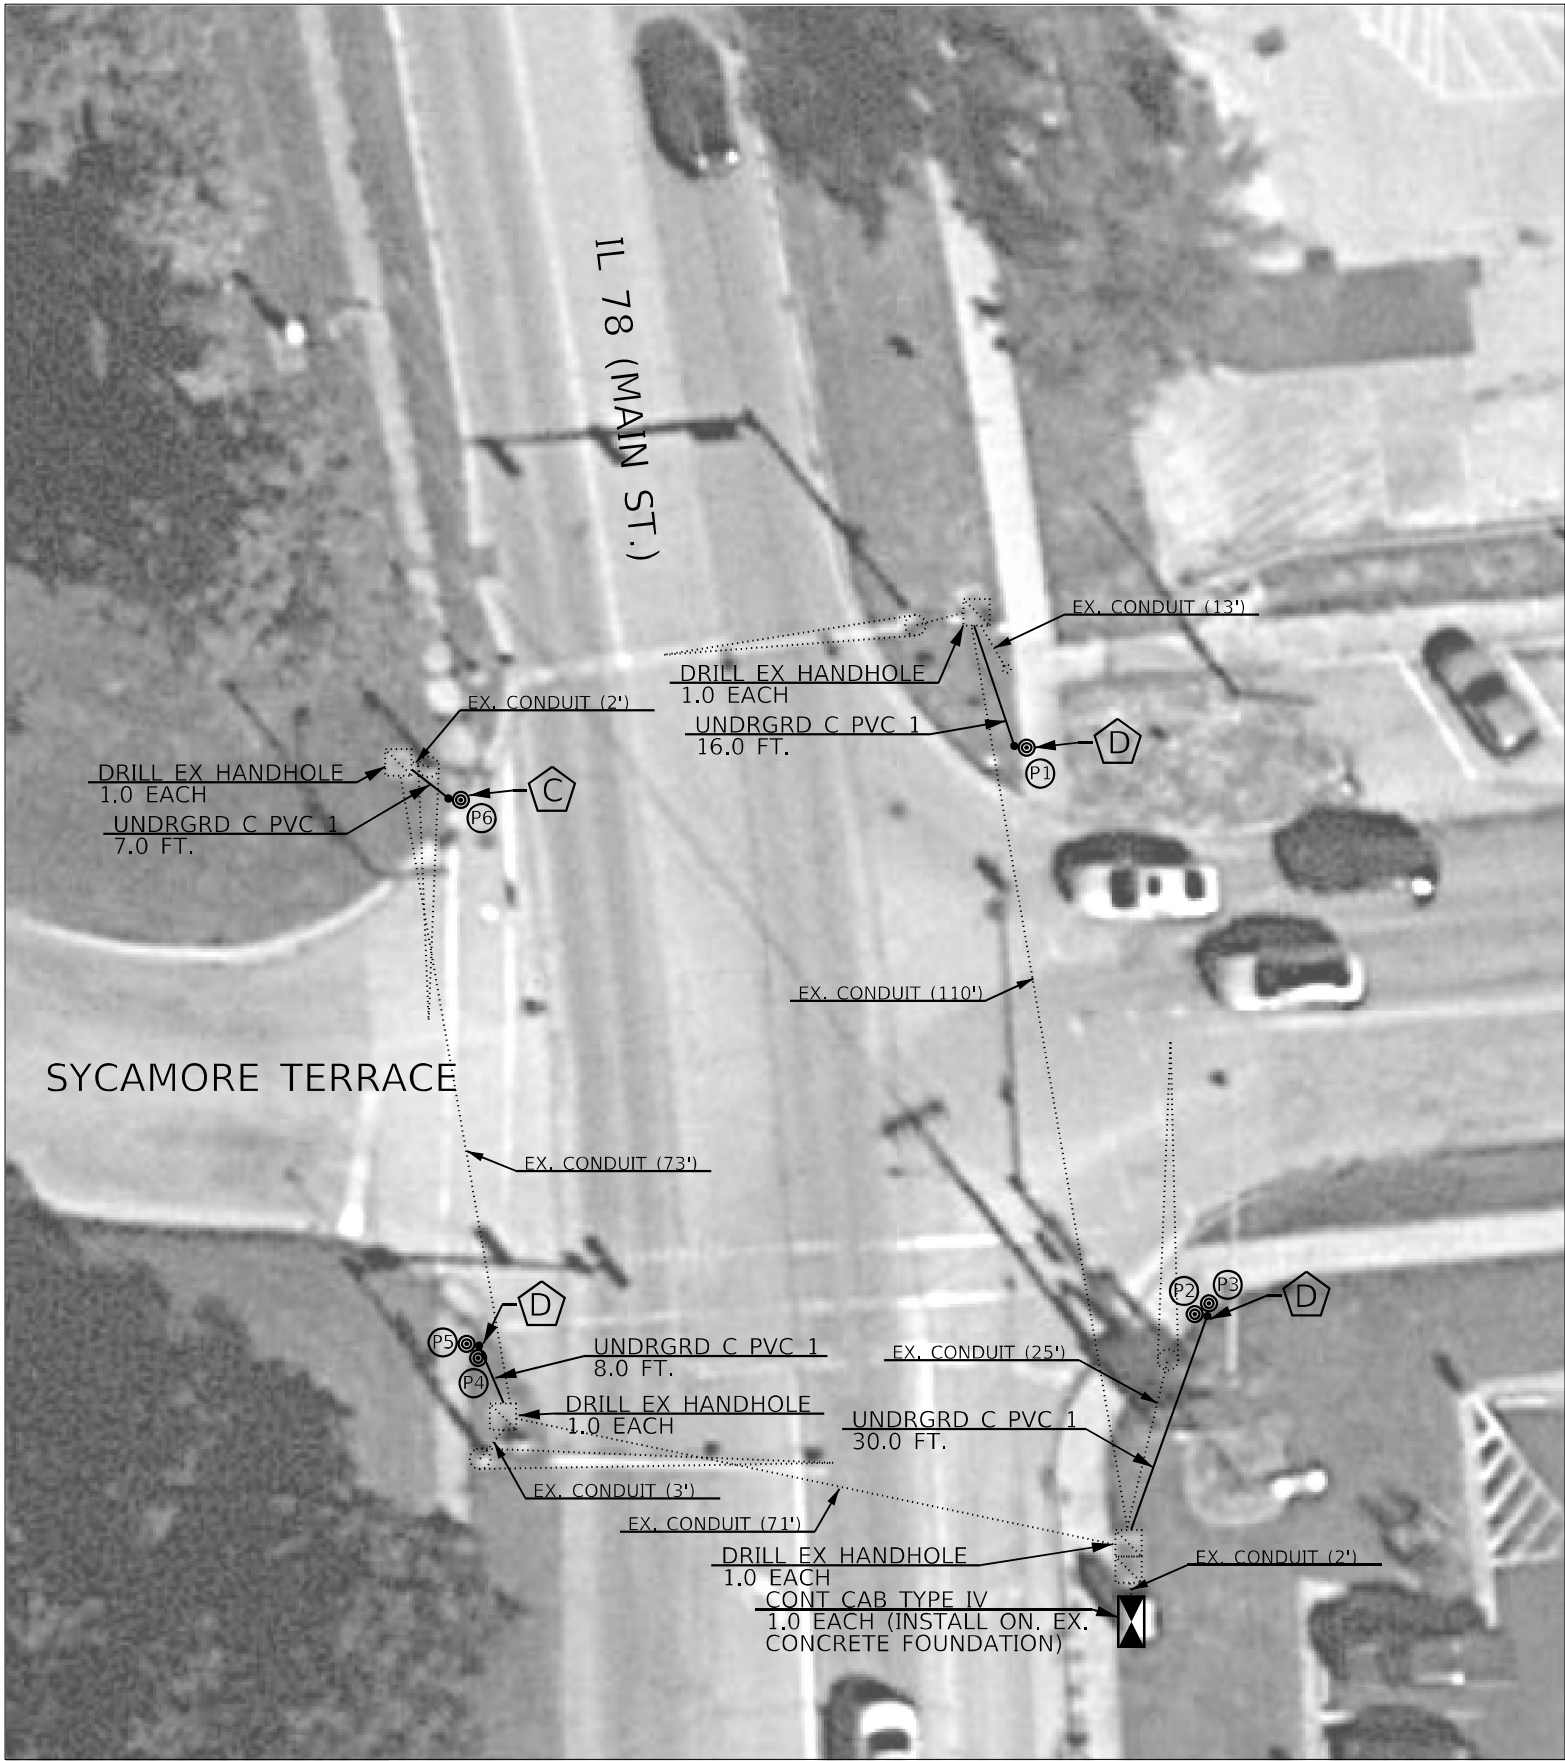 IL 78 (MAIN ST.)
EX. CONDUIT (13')
DRILL EX HANDHOLE
1.0 EACH
UNDRGRD C PVC 1
16.0 FT.
D
P1
EX. CONDUIT (2')
DRILL EX HANDHOLE
1.0 EACH
UNDRGRD C PVC 1
7.0 FT.
C
P6
EX. CONDUIT (110')
SYCAMORE TERRACE
EX. CONDUIT (73')
D
P5
P4
UNDRGRD C PVC 1
8.0 FT.
DRILL EX HANDHOLE
1.0 EACH
EX. CONDUIT (3')
EX. CONDUIT (71')
P2
P3
D
EX. CONDUIT (25')
UNDRGRD C PVC 1
30.0 FT.
DRILL EX HANDHOLE
1.0 EACH
EX. CONDUIT (2')
CONT CAB TYPE IV
1.0 EACH (INSTALL ON. EX.
CONCRETE FOUNDATION)